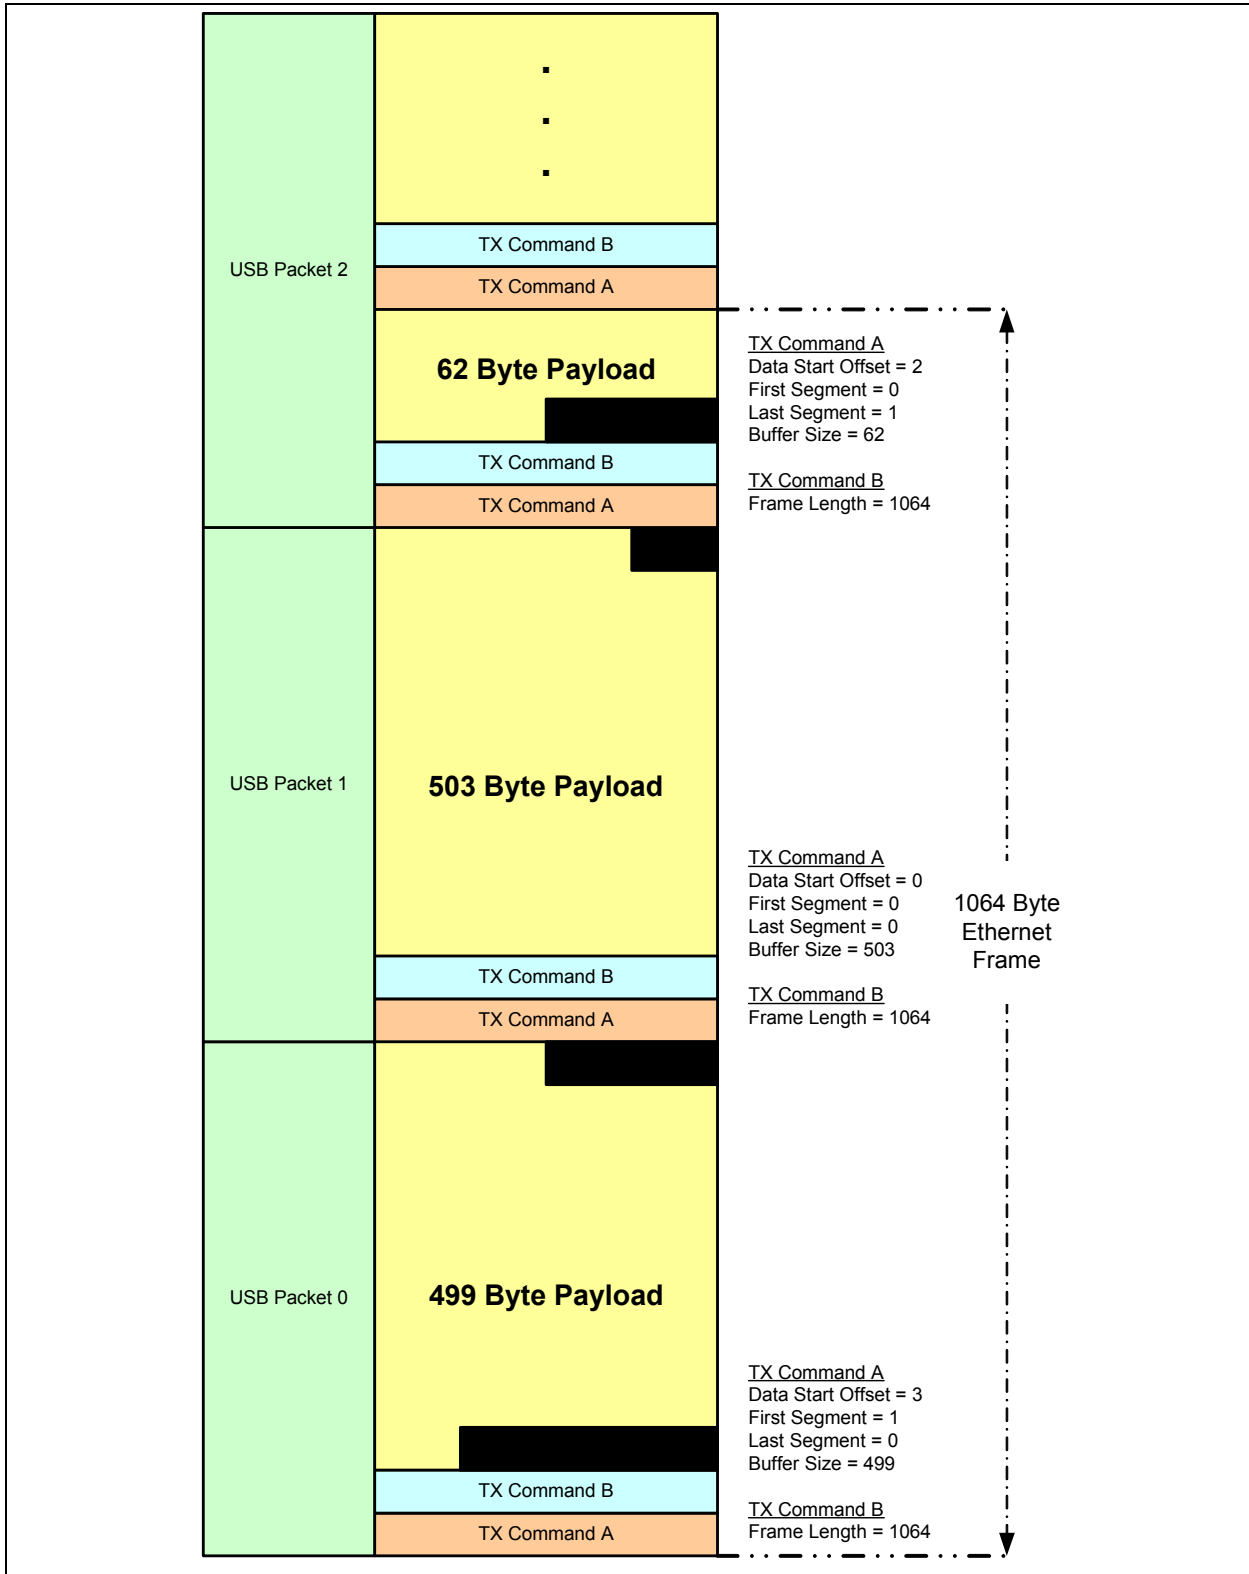 TX Command B
USB Packet 2
TX Command A
62 Byte Payload
TX Command A
Data Start Offset = 2
First Segment = 0
Last Segment = 1
Buffer Size = 62
TX Command B
TX Command B
Frame Length = 1064
TX Command A
USB Packet 1
503 Byte Payload
TX Command A
Data Start Offset = 0
First Segment = 0
Last Segment = 0
Buffer Size = 503
1064 Byte
Ethernet
Frame
TX Command B
TX Command B
Frame Length = 1064
TX Command A
USB Packet 0
499 Byte Payload
TX Command A
Data Start Offset = 3
First Segment = 1
Last Segment = 0
Buffer Size = 499
TX Command B
TX Command B
Frame Length = 1064
TX Command A